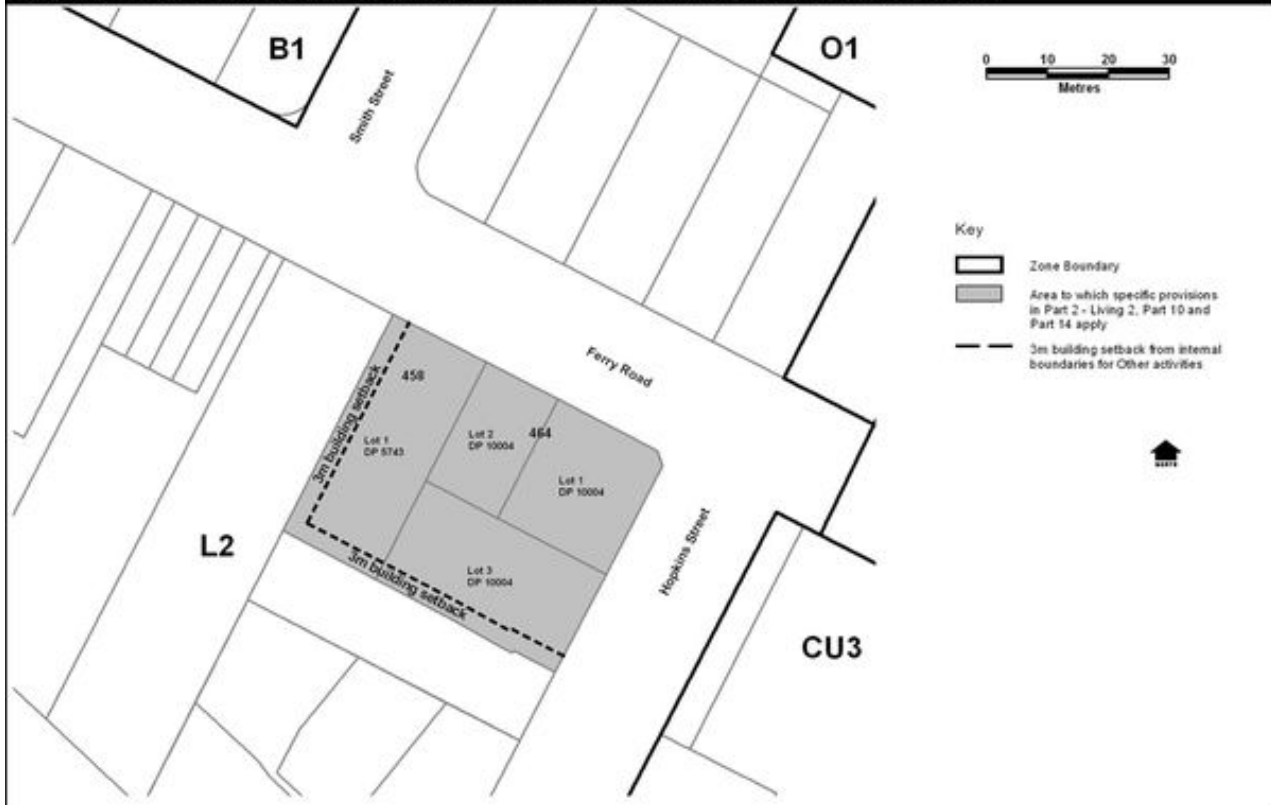 B1
O1
Smith Street
0 10 20 30
Metres
Key
Zone Boundary
Area to which specific provisions
in Part 2 - Living 2, Part 10 and
Part 14 apply
3m building setback from internal
boundaries for Other activities
NORTH
Ferry Road
458
3m building setback
Lot 1
DP 5743
Lot 2
DP 10004
464
Lot 1
DP 10004
Hopkins Street
L2
3m building setback
Lot 3
DP 10004
CU3